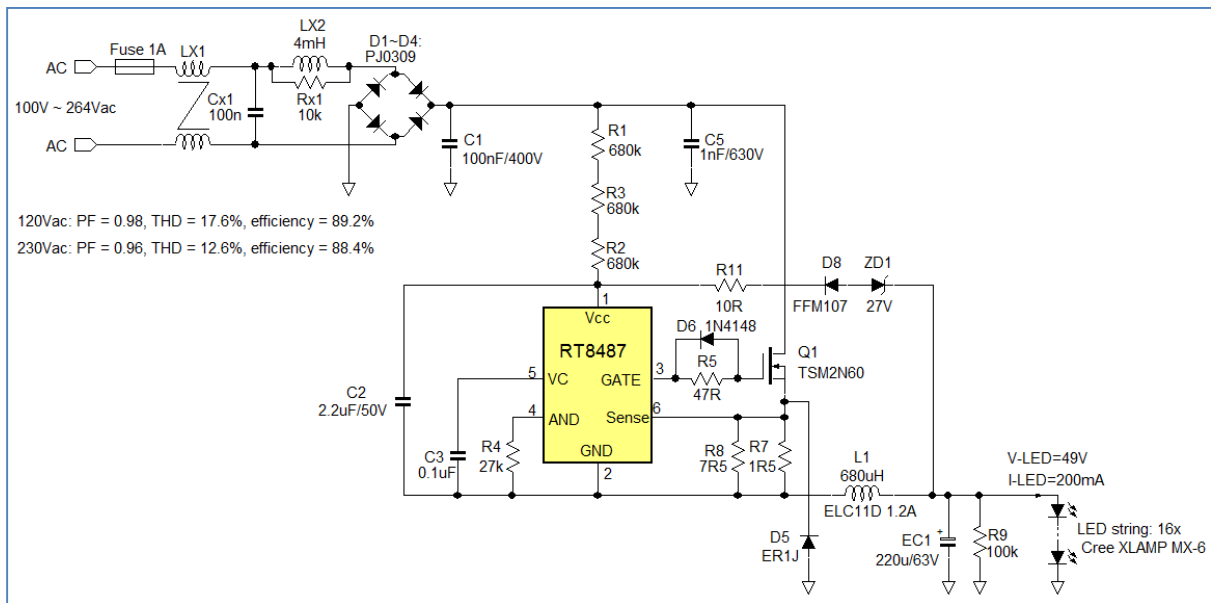 LX2
4mH
D1~D4:
PJ0309
Fuse 1A
LX1
AC
Cx1
100n
Rx1
10k
100V ~ 264Vac
AC
C1
100nF/400V
R1
680k
C5
1nF/630V
R3
680k
R2
680k
120Vac: PF = 0.98, THD = 17.6%, efficiency = 89.2%
230Vac: PF = 0.96, THD = 12.6%, efficiency = 88.4%
R11
10R
D8
FFM107
ZD1
27V
1
Vcc
RT8487
D6 1N4148
Q1
TSM2N60
5
VC
GATE
3
R5
47R
C2
2.2uF/50V
4
AND
Sense
6
C3
0.1uF
R4
27k
GND
2
R8
7R5
R7
1R5
L1
680uH
ELC11D 1.2A
V-LED=49V
I-LED=200mA
D5
ER1J
+
EC1
220u/63V
R9
100k
LED string: 16x
Cree XLAMP MX-6